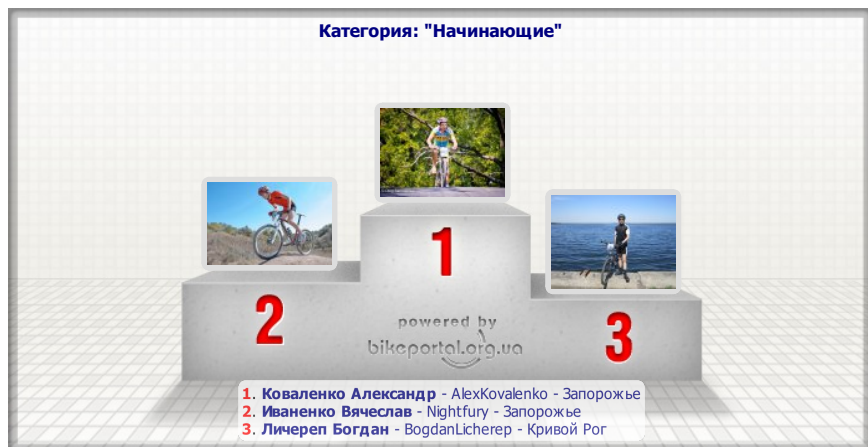 Категория: "Начинающие"
1
2
3
powered by
bikeportal.org.ua
1. Коваленко Александр - AlexKovalenko - Запорожье
2. Иваненко Вячеслав - Nightfury - Запорожье
3. Личереп Богдан - BogdanLicherep - Кривой Рог